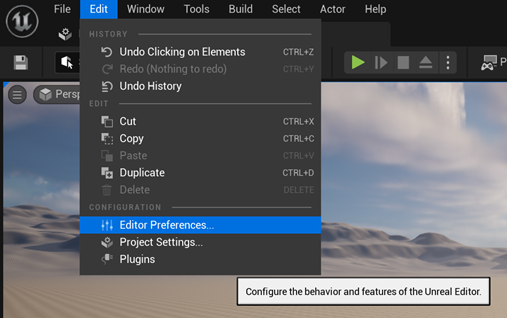 File Edit Window Tools Build Select Actor Help
HISTORY
Undo Clicking on Elements CTRL+Z
Redo (Nothing to redo) CTRL+Y
Undo History
Persp
EDIT
Cut CTRL+X
Copy CTRL+C
Paste CTRL+V
Duplicate CTRL+D
Delete DELETE
CONFIGURATION
Editor Preferences...
Project Settings...
Plugins
Configure the behavior and features of the Unreal Editor.